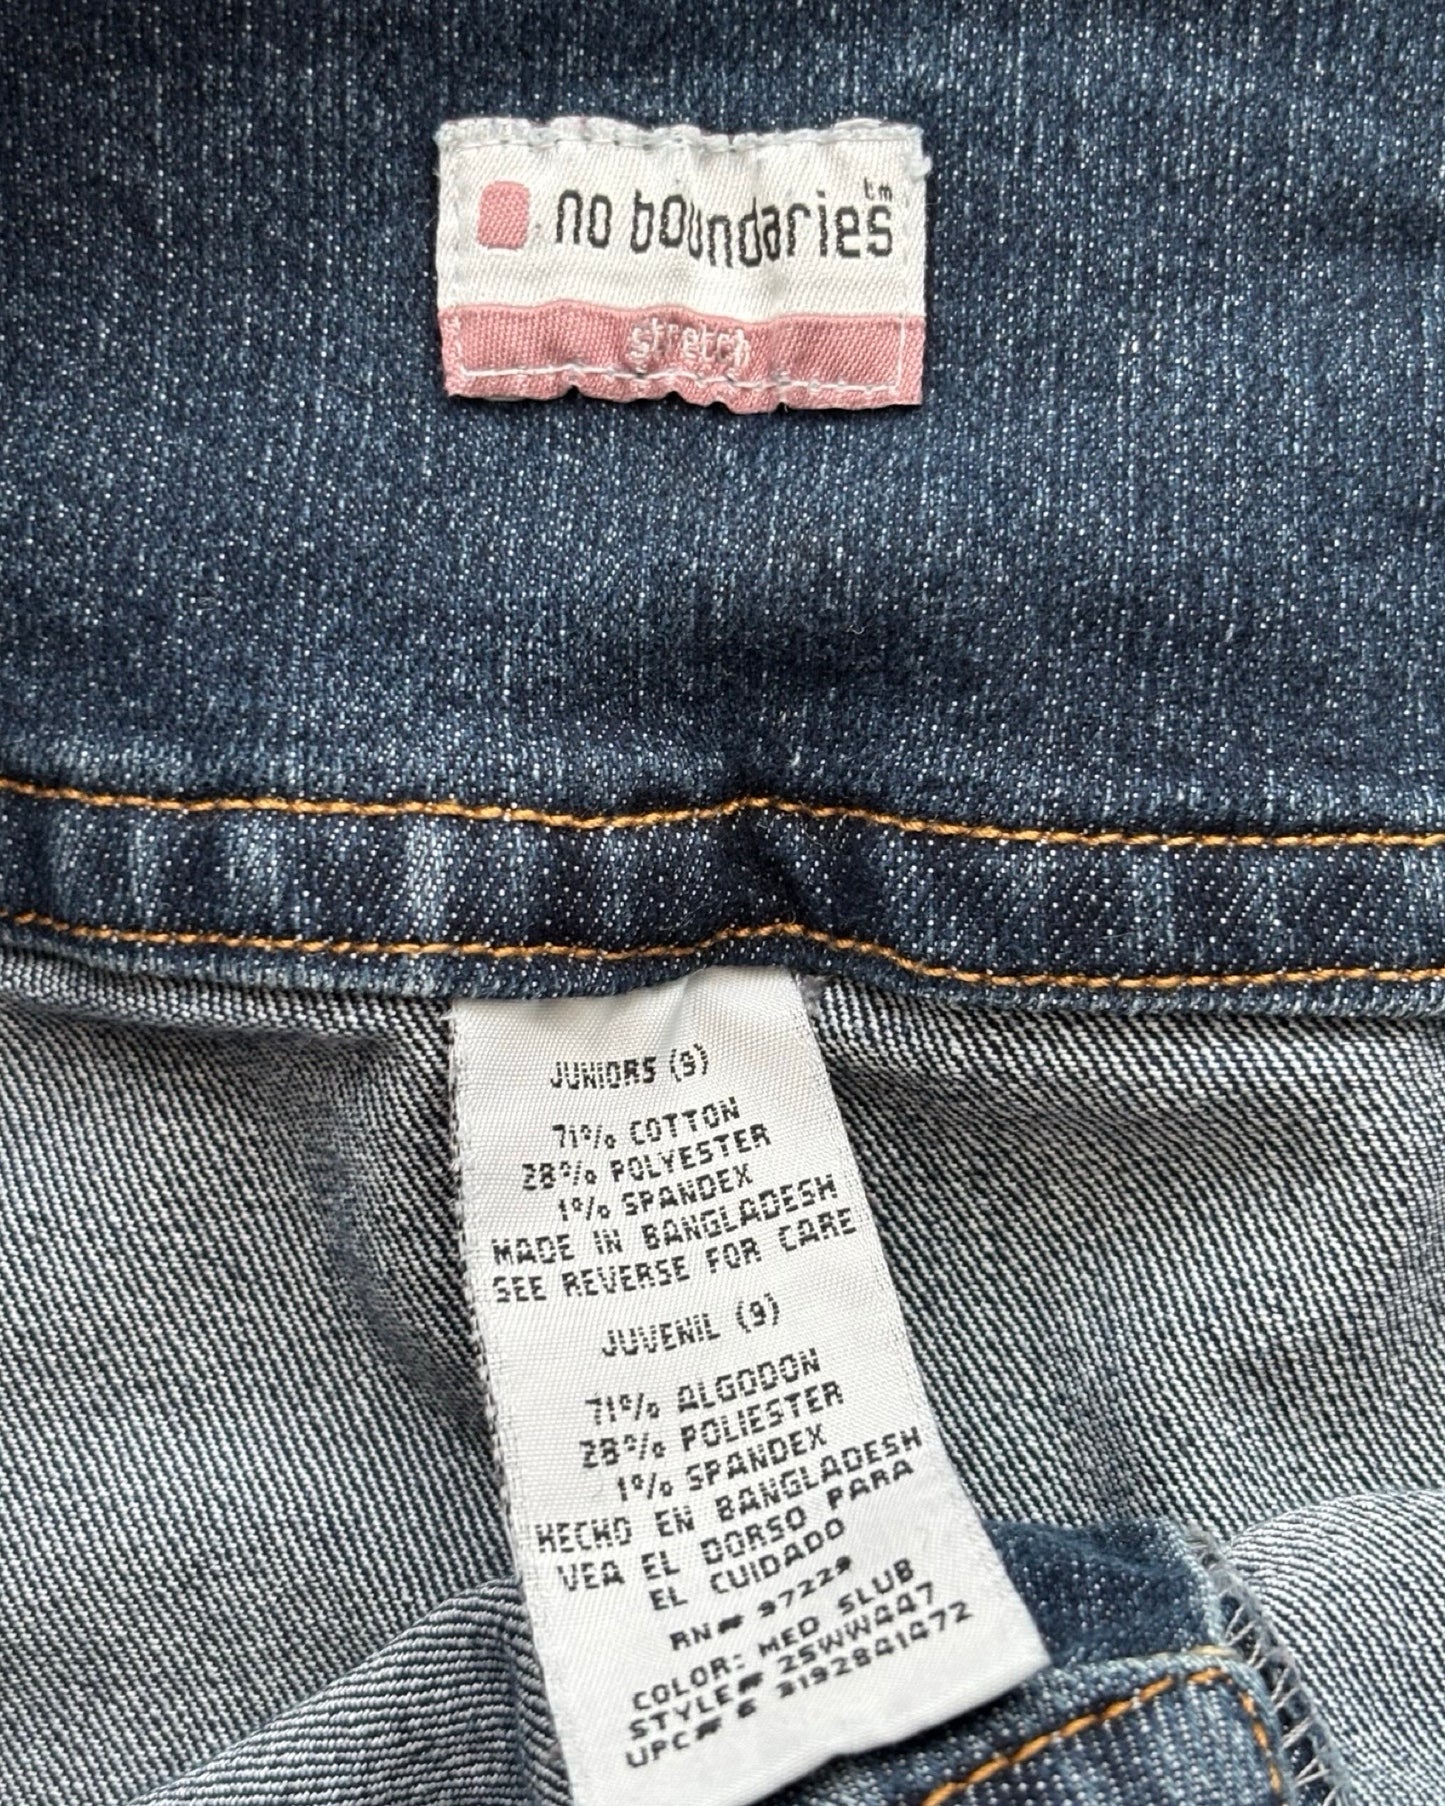 no boundaries tm
stretch
JUNIORS (9)
71% COTTON
28% POLYESTER
1% SPANDEX
MADE IN BANGLADESH
SEE REVERSE FOR CARE
JUVENIL (9)
71% ALGODON
28% POLIESTER
1% SPANDEX
HECHO EN BANGLADESH
VEA EL DORSO PARA
EL CUIDADO
RN# 97229
COLOR: MED SLUB
STYLE# 25WW447
UPC# 6 3192841472